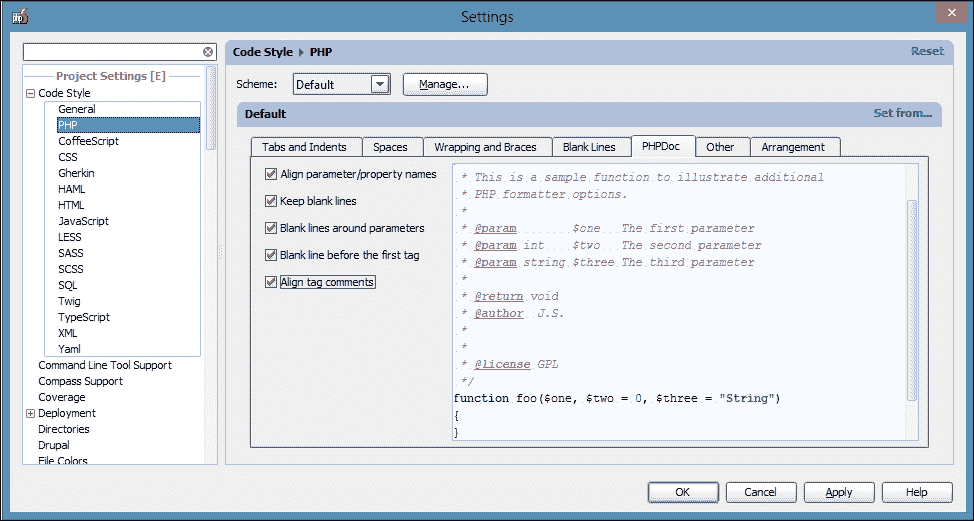 Settings
Code Style ▸ PHP
Reset
Project Settings [E]
Code Style
General
PHP
CoffeeScript
CSS
Gherkin
HAML
HTML
JavaScript
LESS
SASS
SCSS
SQL
Twig
TypeScript
XML
Yaml
Command Line Tool Support
Compass Support
Coverage
Deployment
Directories
Drupal
File Colors
Scheme: Default Manage...
Default
Set from...
Tabs and Indents Spaces Wrapping and Braces Blank Lines PHPDoc Other Arrangement
Align parameter/property names
Keep blank lines
Blank lines around parameters
Blank line before the first tag
Align tag comments
* This is a sample function to illustrate additional
* PHP formatter options.
*
* @param        $one   The first parameter
* @param int    $two   The second parameter
* @param string $three The third parameter
*
* @return void
* @author  J.S.
*
*
* @license GPL
*/
function foo($one, $two = 0, $three = "String")
{
}
OK Cancel Apply Help